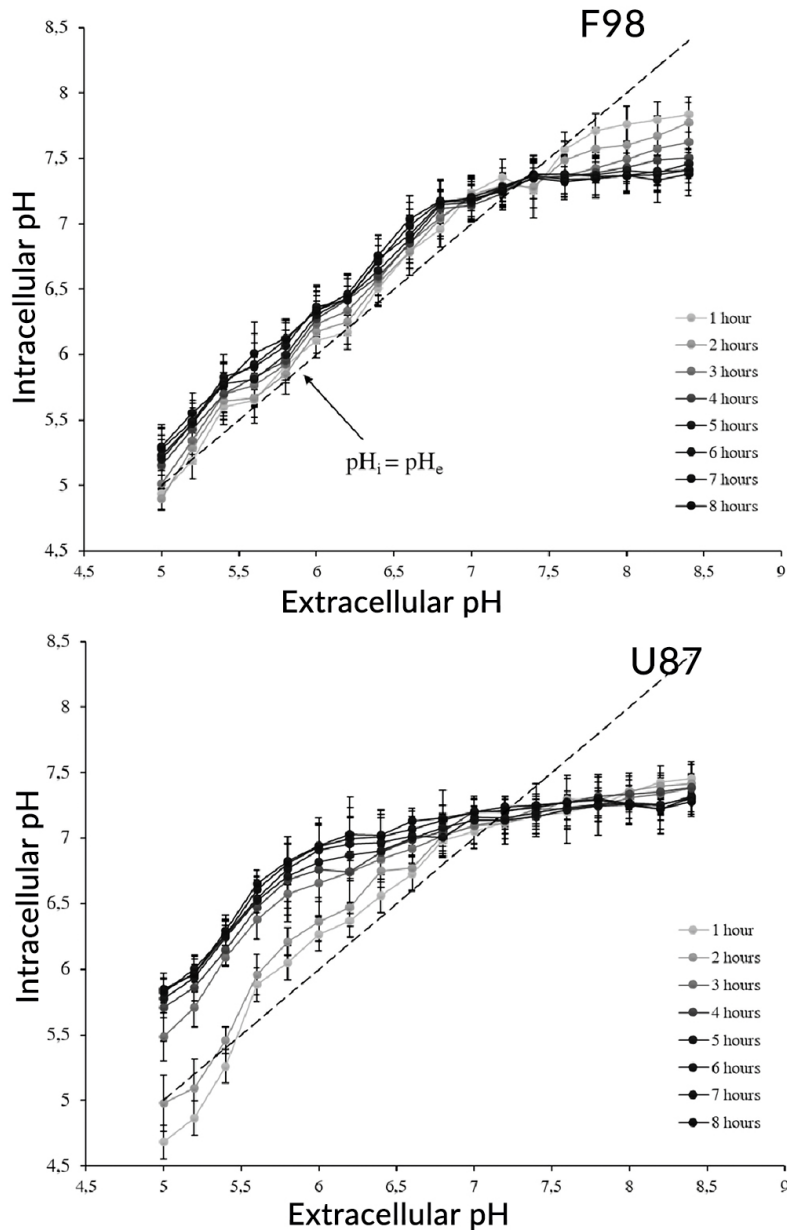 F98
8,5
8
7,5
7
6,5
6
5,5
5
4,5
Intracellular pH
pHᵢ = pHₑ
1 hour
2 hours
3 hours
4 hours
5 hours
6 hours
7 hours
8 hours
4,5 5 5,5 6 6,5 7 7,5 8 8,5 9
Extracellular pH
U87
8,5
8
7,5
7
6,5
6
5,5
5
4,5
Intracellular pH
1 hour
2 hours
3 hours
4 hours
5 hours
6 hours
7 hours
8 hours
4,5 5 5,5 6 6,5 7 7,5 8 8,5 9
Extracellular pH